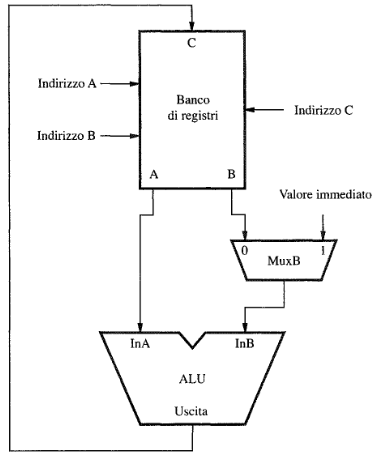 C
Indirizzo A
Banco
di registri
Indirizzo B
Indirizzo C
A
B
Valore immediato
0
1
MuxB
InA
InB
ALU
Uscita